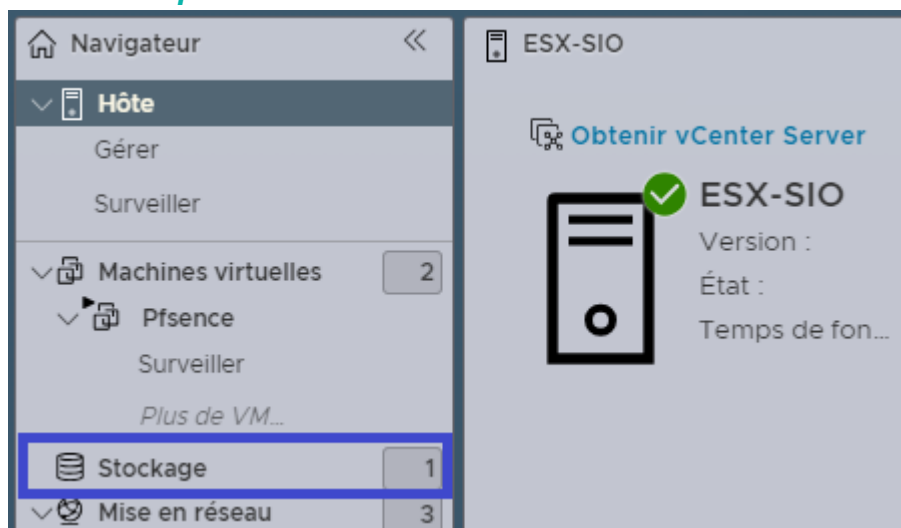 Navigateur
Hôte
Gérer
Surveiller
Machines virtuelles 2
Pfsence
Surveiller
Plus de VM...
Stockage 1
Mise en réseau 3
ESX-SIO
Obtenir vCenter Server
ESX-SIO
Version :
État :
Temps de fon...